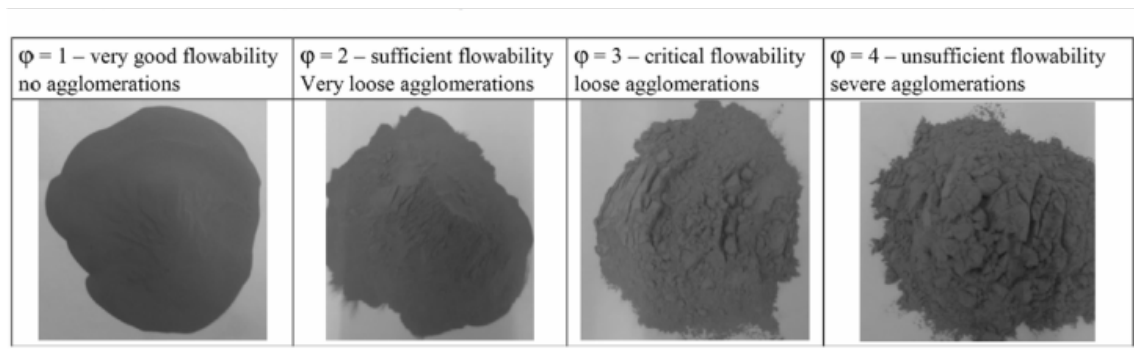 φ = 1 – very good flowability
no agglomerations
φ = 2 – sufficient flowability
Very loose agglomerations
φ = 3 – critical flowability
loose agglomerations
φ = 4 – unsufficient flowability
severe agglomerations